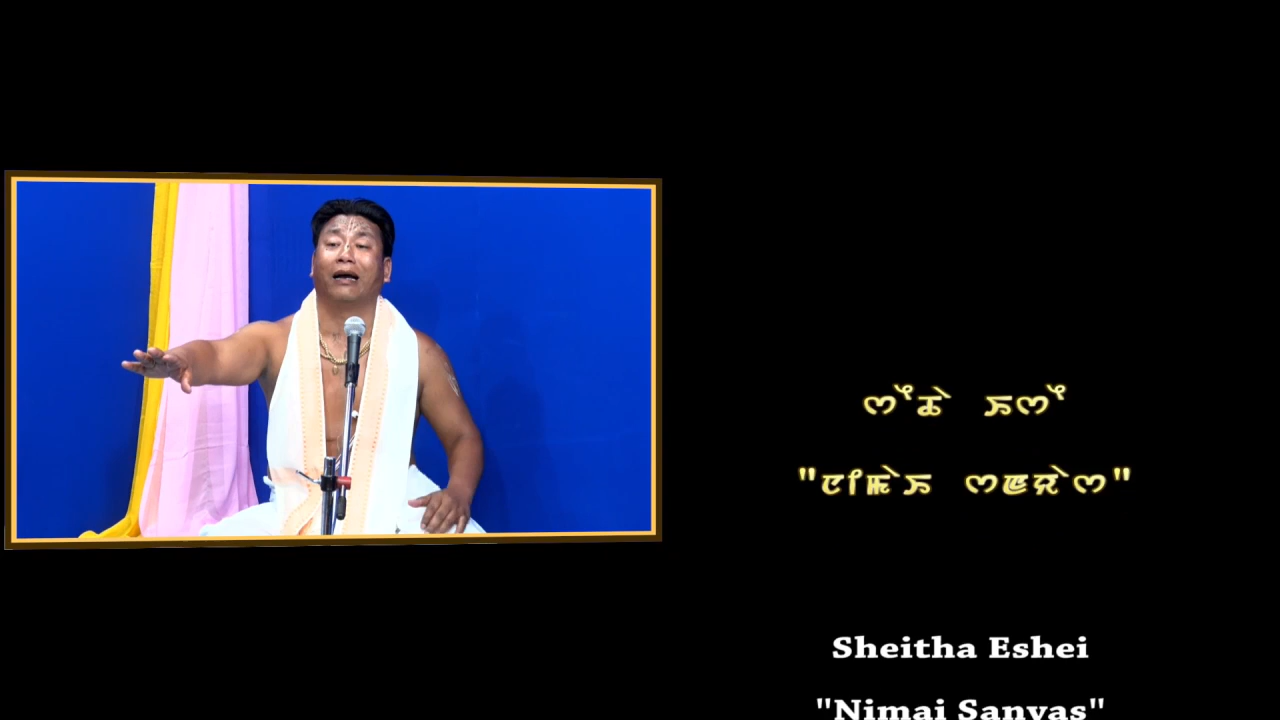 ꯁꯩꯊꯥ ꯏꯁꯩ
"ꯅꯤꯃꯥꯏ ꯁꯟꯌꯥꯁ"
Sheitha Eshei
"Nimai Sanyas"